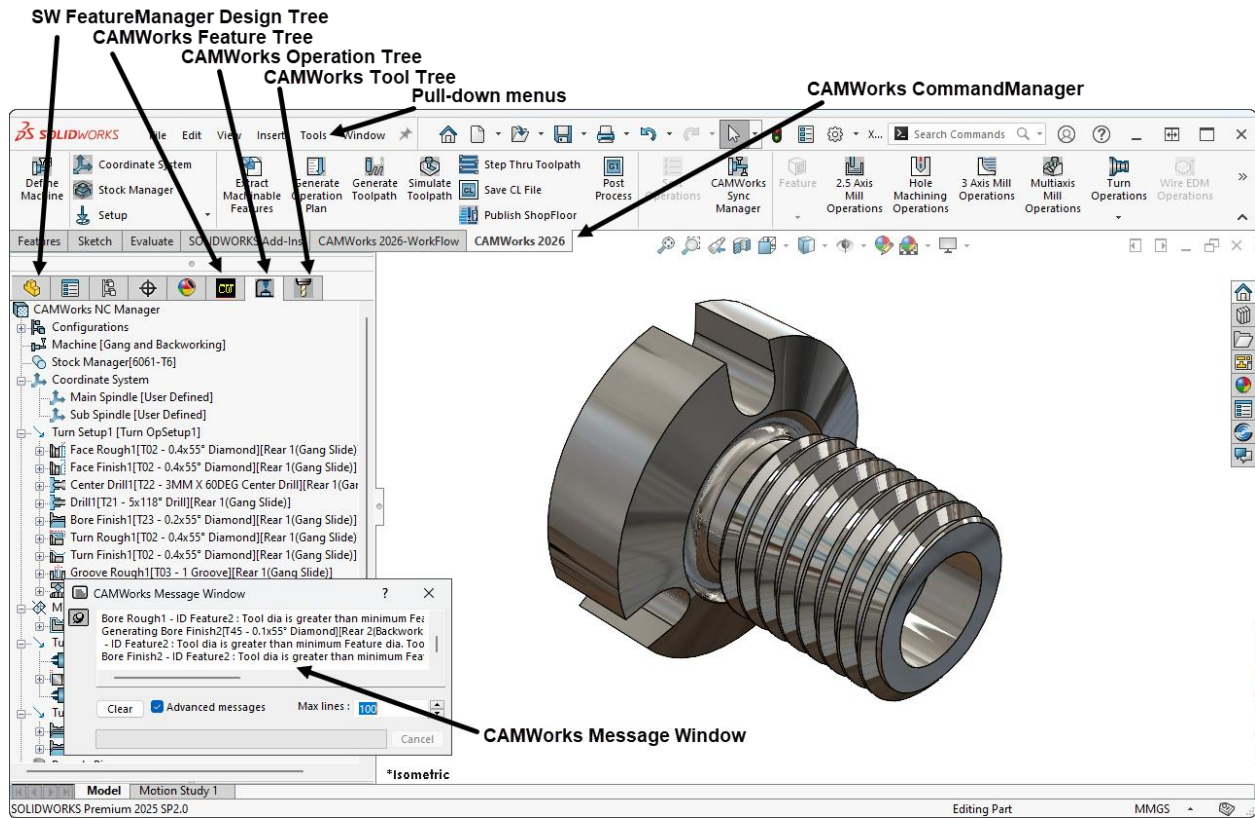 SW FeatureManager Design Tree
CAMWorks Feature Tree
CAMWorks Operation Tree
CAMWorks Tool Tree
Pull-down menus
CAMWorks CommandManager
SOLIDWORKS File Edit View Insert Tools Window X... Search Commands
Define Machine
Coordinate System
Stock Manager
Setup
Extract Machinable Features
Generate Operation Plan
Generate Toolpath
Simulate Toolpath
Step Thru Toolpath
Save CL File
Publish ShopFloor
G1
Post Process
Operations
CAMWorks Sync Manager
Feature
2.5 Axis Mill Operations
Hole Machining Operations
3 Axis Mill Operations
Multiaxis Mill Operations
Turn Operations
Wire EDM Operations
Features Sketch Evaluate SOLIDWORKS Add-Ins CAMWorks 2026-WorkFlow CAMWorks 2026
CAMWorks NC Manager
Configurations
Machine [Gang and Backworking]
Stock Manager[6061-T6]
Coordinate System
Main Spindle [User Defined]
Sub Spindle [User Defined]
Turn Setup1 [Turn OpSetup1]
Face Rough1[T02 - 0.4x55° Diamond][Rear 1(Gang Slide)
Face Finish1[T02 - 0.4x55° Diamond][Rear 1(Gang Slide)]
Center Drill1[T22 - 3MM X 60DEG Center Drill][Rear 1(Gar
Drill1[T21 - 5x118° Drill][Rear 1(Gang Slide)]
Bore Finish1[T23 - 0.2x55° Diamond][Rear 1(Gang Slide)]
Turn Rough1[T02 - 0.4x55° Diamond][Rear 1(Gang Slide)
Turn Finish1[T02 - 0.4x55° Diamond][Rear 1(Gang Slide)]
Groove Rough1[T03 - 1 Groove][Rear 1(Gang Slide)]
M
Tu
Tu
CAMWorks Message Window ?
Bore Rough1 - ID Feature2 : Tool dia is greater than minimum Fea
Generating Bore Finish2[T45 - 0.1x55° Diamond][Rear 2(Backwork
- ID Feature2 : Tool dia is greater than minimum Feature dia. Too
Bore Finish2 - ID Feature2 : Tool dia is greater than minimum Fea
Clear Advanced messages Max lines : 100
Cancel
CAMWorks Message Window
*Isometric
Model Motion Study 1
SOLIDWORKS Premium 2025 SP2.0 Editing Part MMGS